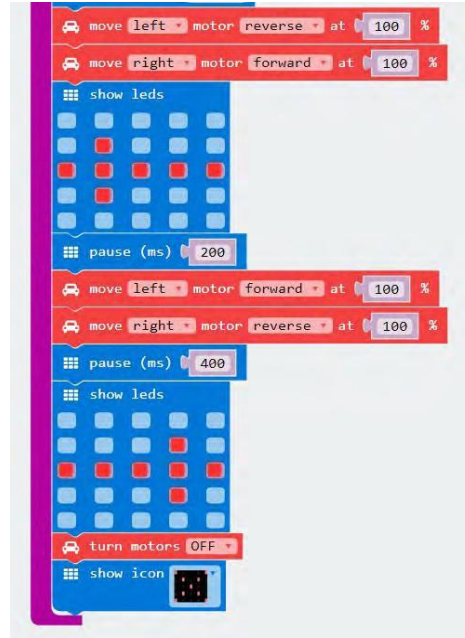 move left motor reverse at 100 %
move right motor forward at 100 %
show leds
pause (ms) 200
move left motor forward at 100 %
move right motor reverse at 100 %
pause (ms) 400
show leds
turn motors OFF
show icon